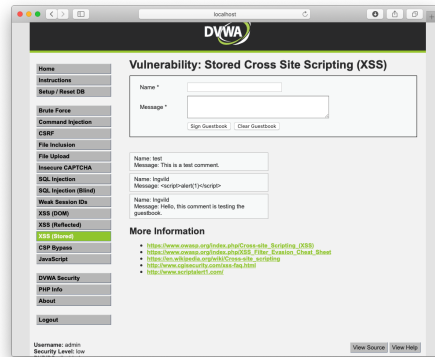 localhost
DVWA
Home
Instructions
Setup / Reset DB
Brute Force
Command Injection
CSRF
File Inclusion
File Upload
Insecure CAPTCHA
SQL Injection
SQL Injection (Blind)
Weak Session IDs
XSS (DOM)
XSS (Reflected)
XSS (Stored)
CSP Bypass
JavaScript
DVWA Security
PHP Info
About
Logout
Vulnerability: Stored Cross Site Scripting (XSS)
Name *
Message *
Sign Guestbook Clear Guestbook
Name: test
Message: This is a test comment.
Name: Ingvild
Message: <script>alert(1)</script>
Name: Ingvild
Message: Hello, this comment is testing the
guestbook.
More Information
https://www.owasp.org/index.php/Cross-site_Scripting_(XSS)
https://www.owasp.org/index.php/XSS_Filter_Evasion_Cheat_Sheet
https://en.wikipedia.org/wiki/Cross-site_scripting
http://www.cgisecurity.com/xss-faq.html
http://www.scriptalert1.com/
Username: admin
Security Level: low
View Source View Help